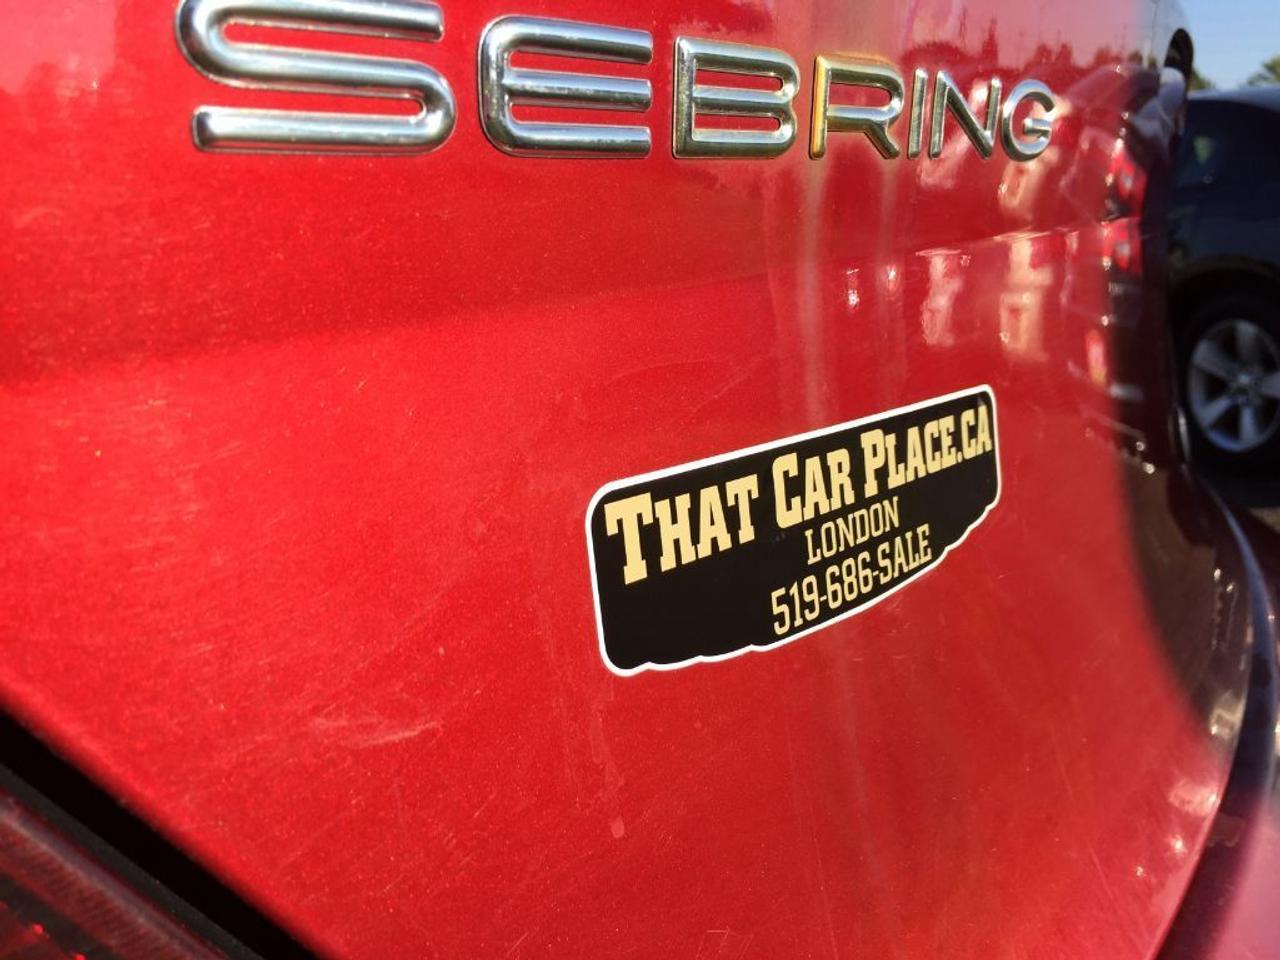 SEBRING
THAT CAR PLACE.CA
LONDON
519-686-SALE